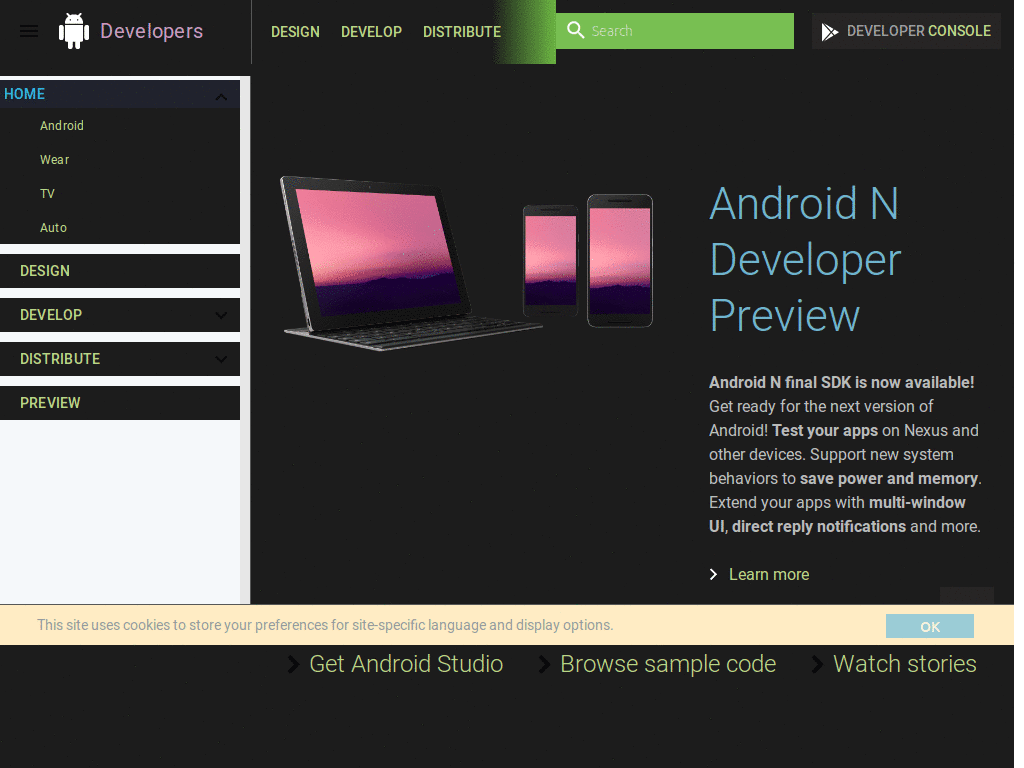 Developers
DESIGN
DEVELOP
DISTRIBUTE
Search
DEVELOPER CONSOLE
HOME
Android
Wear
TV
Auto
DESIGN
DEVELOP
DISTRIBUTE
PREVIEW
Android N
Developer
Preview
Android N final SDK is now available!
Get ready for the next version of
Android! Test your apps on Nexus and
other devices. Support new system
behaviors to save power and memory.
Extend your apps with multi-window
UI, direct reply notifications and more.
Learn more
This site uses cookies to store your preferences for site-specific language and display options.
OK
Get Android Studio
Browse sample code
Watch stories